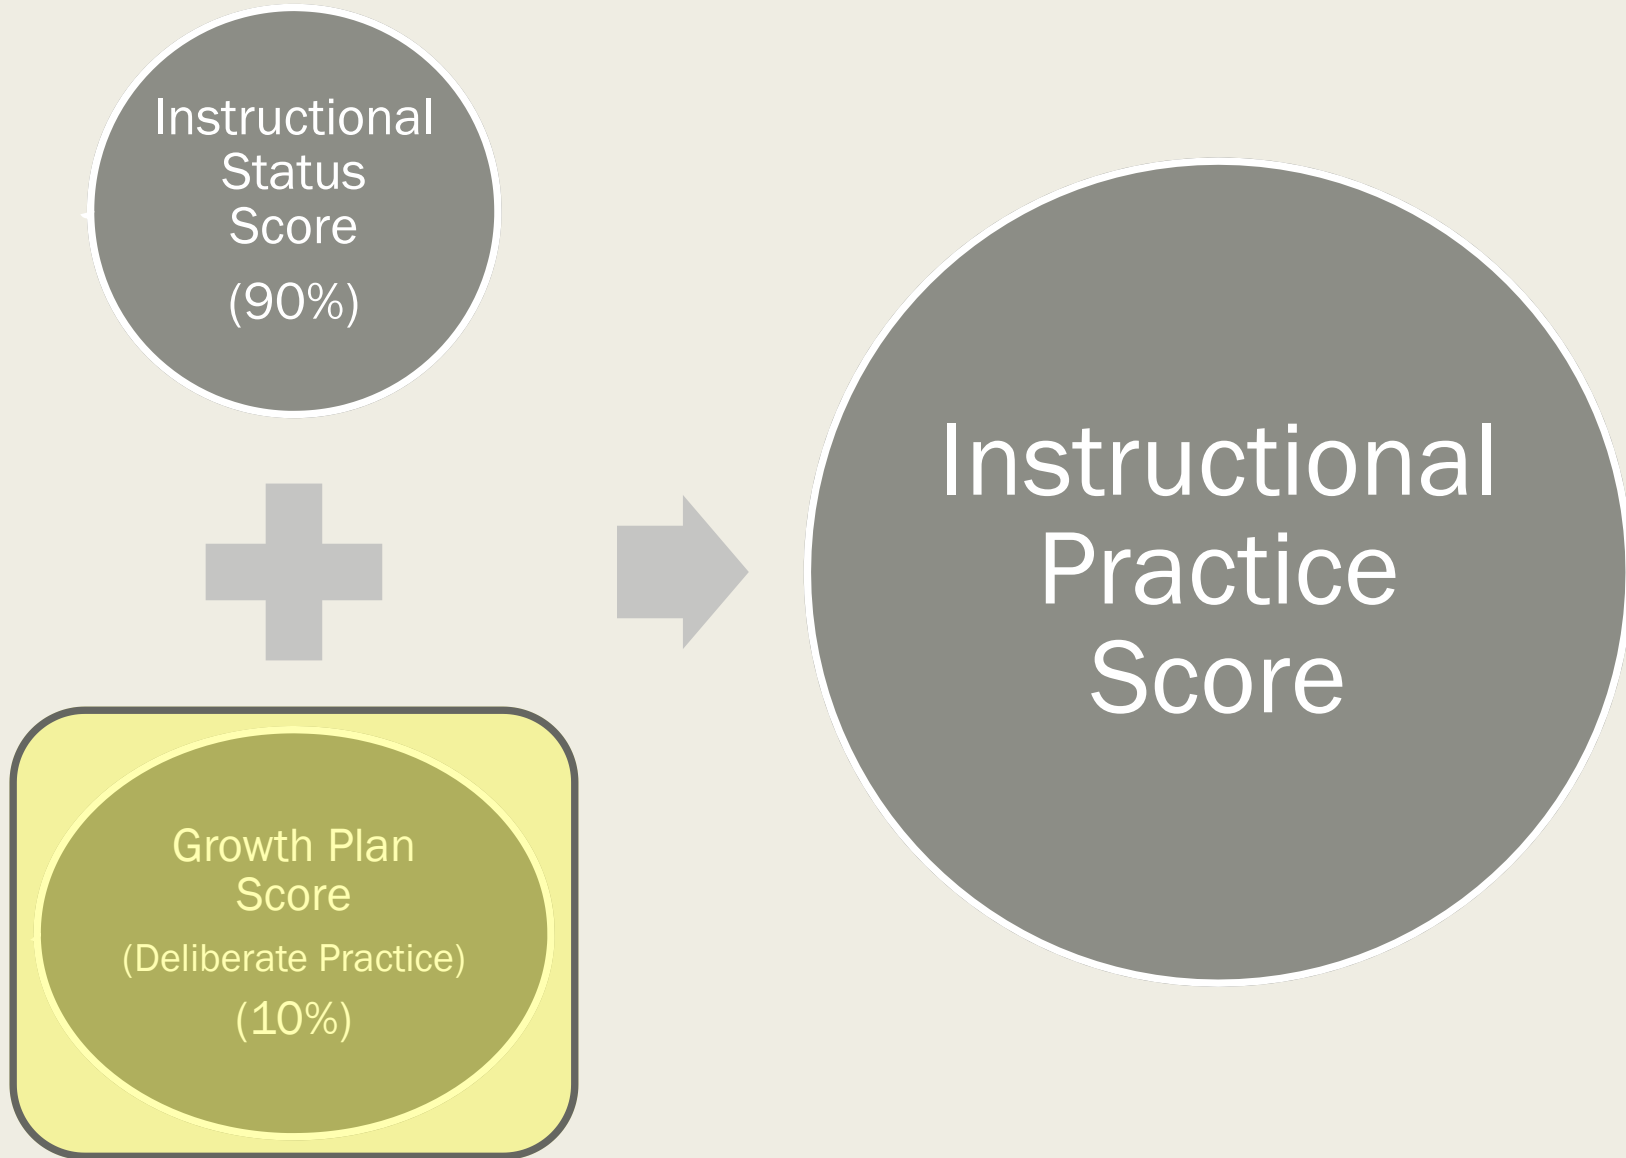 Instructional
Status
Score
(90%)
Growth Plan
Score
(Deliberate Practice)
(10%)
Instructional
Practice
Score